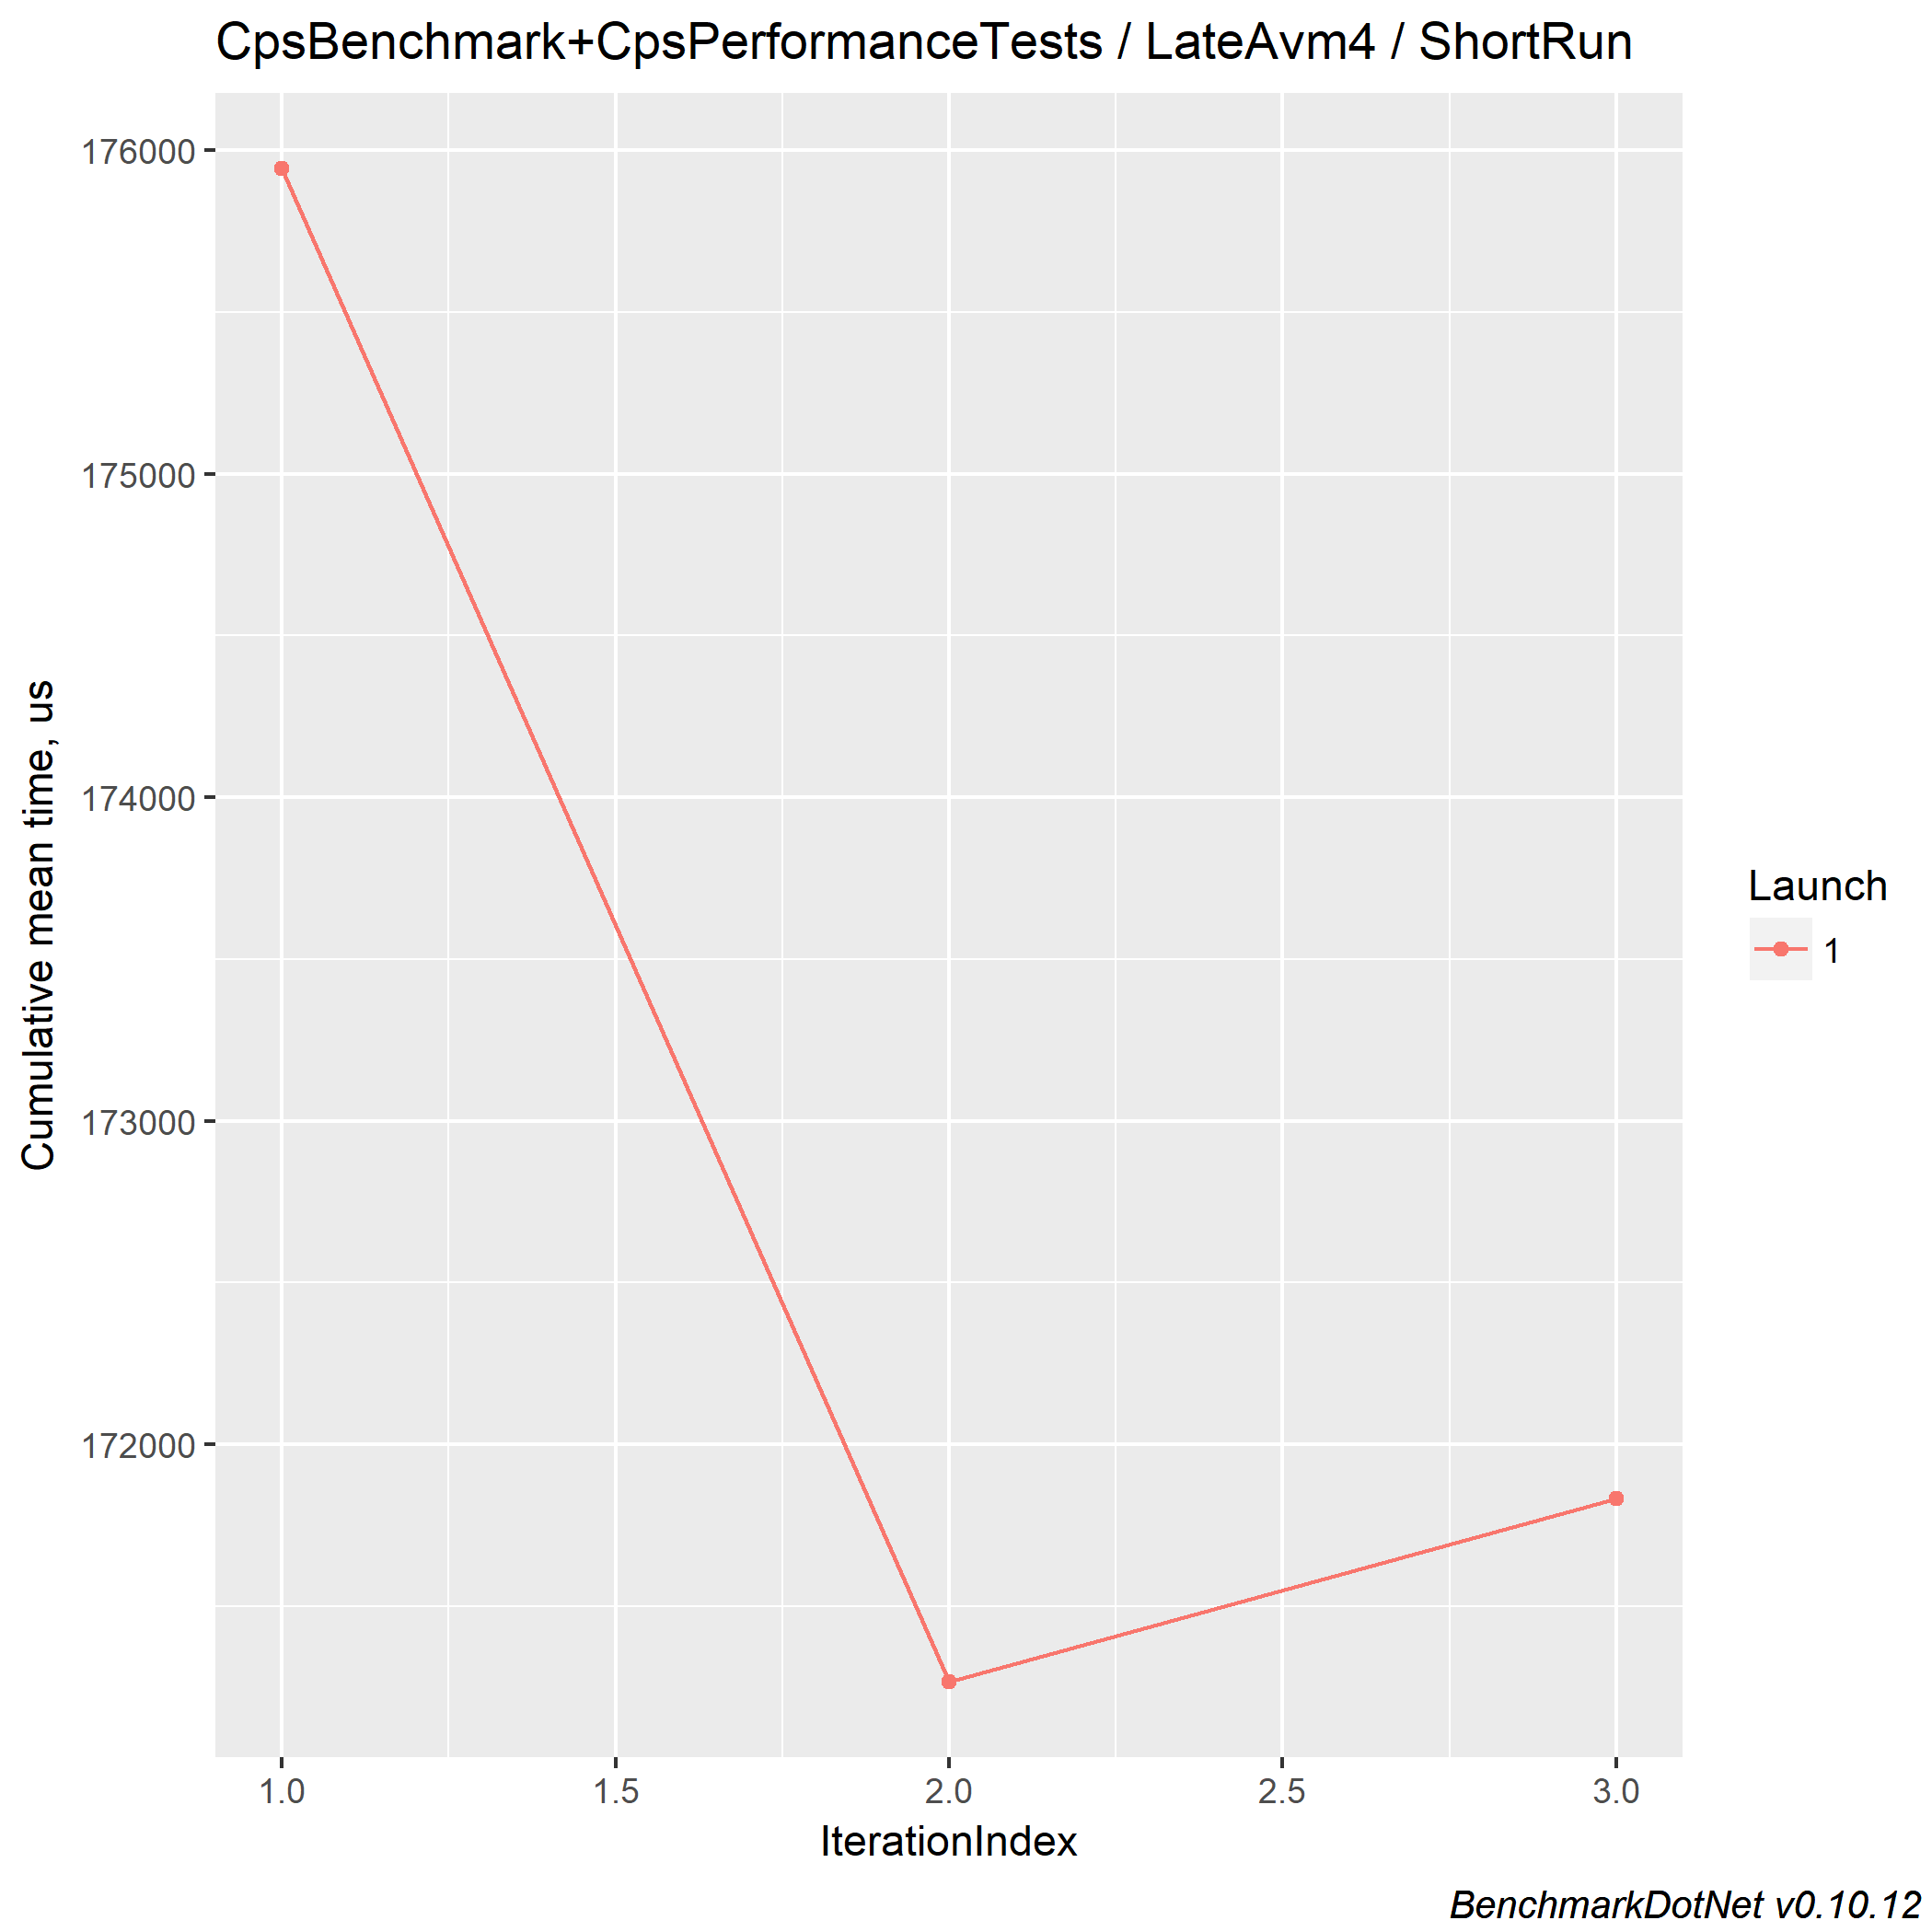 CpsBenchmark+CpsPerformanceTests / LateAvm4 / ShortRun
176000
175000
174000
173000
172000
Cumulative mean time, us
1.0 1.5 2.0 2.5 3.0
IterationIndex
Launch
1
BenchmarkDotNet v0.10.12